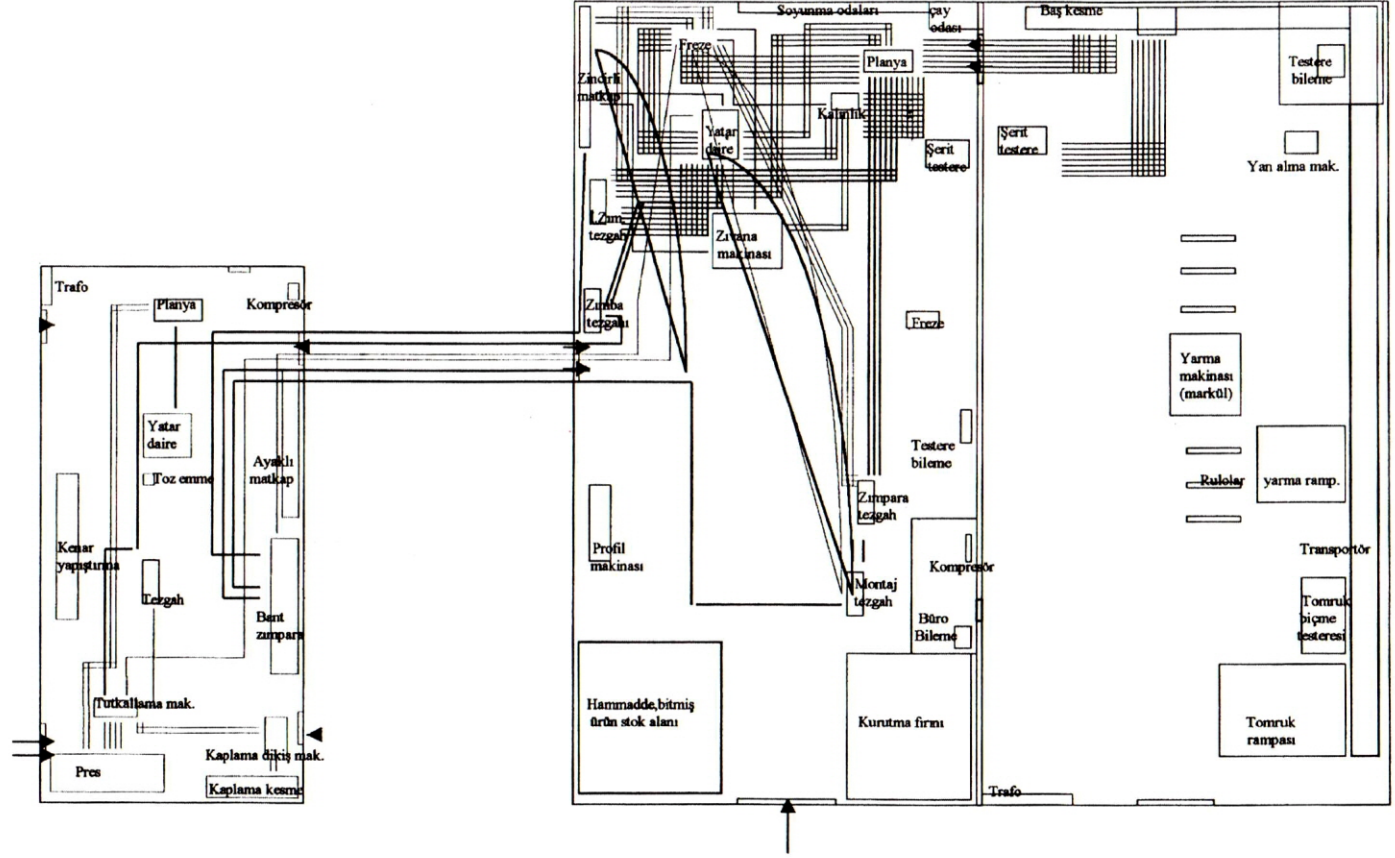 Trafo
Planya
Kompresör
Yatar
daire
Toz emme
Ayaklı
matkap
Kenar
yapıştırma
Tezgah
Bant
zımpara
Tutkallama mak.
Kaplama dikiş mak.
Pres
Kaplama kesme
Soyunma odaları
çay
odası
Freze
Planya
Zincirli
matkap
Kalınlık
Yatar
daire
Şerit
testere
Zım.
tezgah
Zıvana
makinası
Zımba
tezgahı
Freze
Testere
bileme
Zımpara
tezgah
Profil
makinası
Kompresör
Montaj
tezgah
Büro
Bileme
Hammadde,bitmiş
ürün stok alanı
Kurutma fırını
Baş kesme
Testere
bileme
Şerit
testere
Yan alma mak.
Yarma
makinası
(markül)
Rulolar
yarma ramp.
Transportör
Tomruk
biçme
testeresi
Tomruk
rampası
Trafo